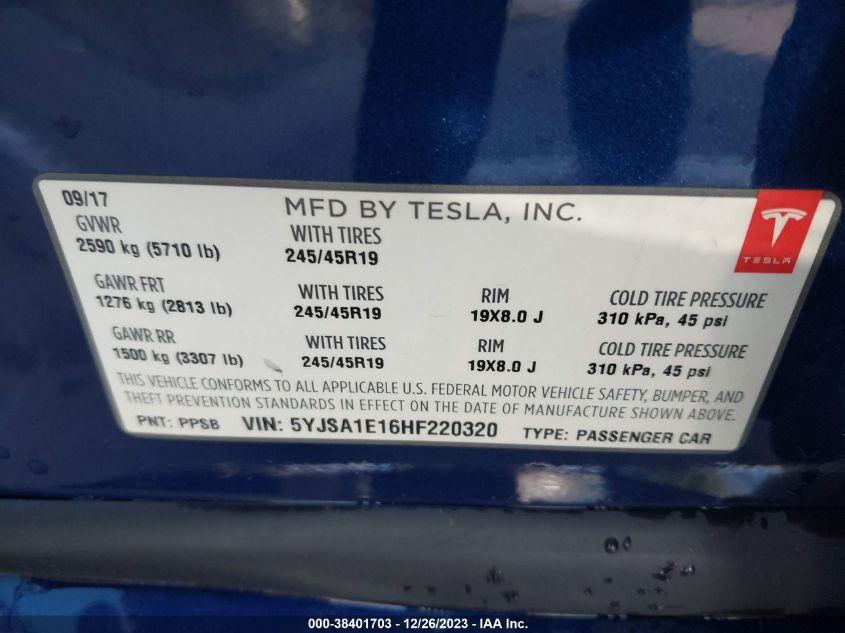 09/17 MFD BY TESLA, INC.
GVWR WITH TIRES
2590 kg (5710 lb) 245/45R19
TESLA
GAWR FRT WITH TIRES RIM COLD TIRE PRESSURE
1276 kg (2813 lb) 245/45R19 19X8.0 J 310 kPa, 45 psi
GAWR RR WITH TIRES RIM COLD TIRE PRESSURE
1500 kg (3307 lb) 245/45R19 19X8.0 J 310 kPa, 45 psi
THIS VEHICLE CONFORMS TO ALL APPLICABLE U.S. FEDERAL MOTOR VEHICLE SAFETY, BUMPER, AND
THEFT PREVENTION STANDARDS IN EFFECT ON THE DATE OF MANUFACTURE SHOWN ABOVE.
PNT: PPSB VIN: 5YJSA1E16HF220320 TYPE: PASSENGER CAR
000-38401703 - 12/26/2023 - IAA Inc.